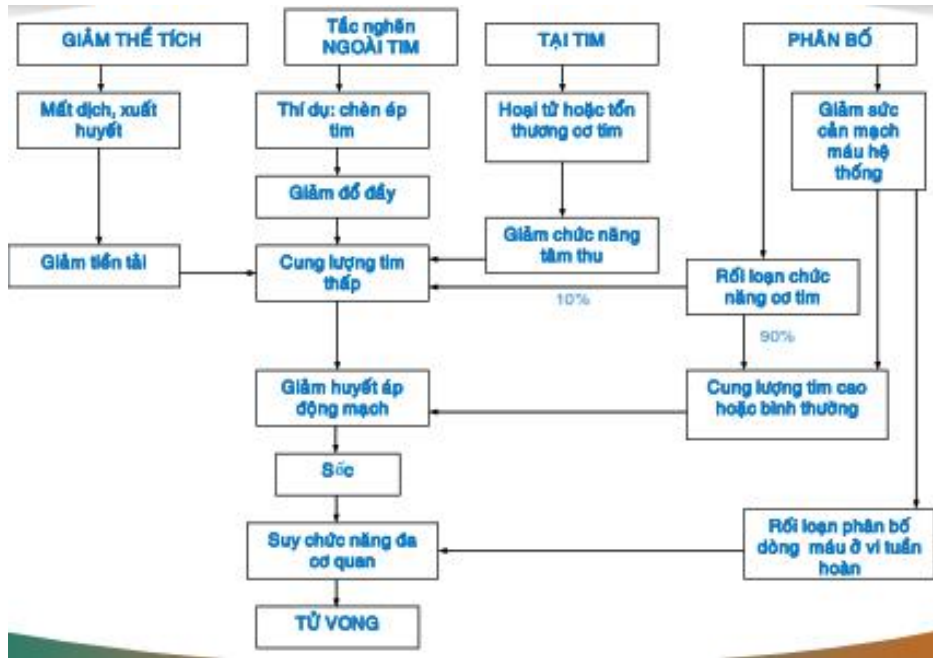 GIẢM THỂ TÍCH
Tắc nghẽn
NGOÀI TIM
TẠI TIM
PHÂN BỐ
Mất dịch, xuất
huyết
Thí dụ: chèn ép
tim
Hoại tử hoặc tổn
thương cơ tim
Giảm sức
cản mạch
máu hệ
thống
Giảm đổ đầy
Giảm chức năng
tâm thu
Giảm tiền tải
Cung lượng tim
thấp
Rối loạn chức
năng cơ tim
10%
90%
Giảm huyết áp
động mạch
Cung lượng tim cao
hoặc bình thường
Sốc
Suy chức năng đa
cơ quan
Rối loạn phân bố
dòng máu ở vi tuần
hoàn
TỬ VONG